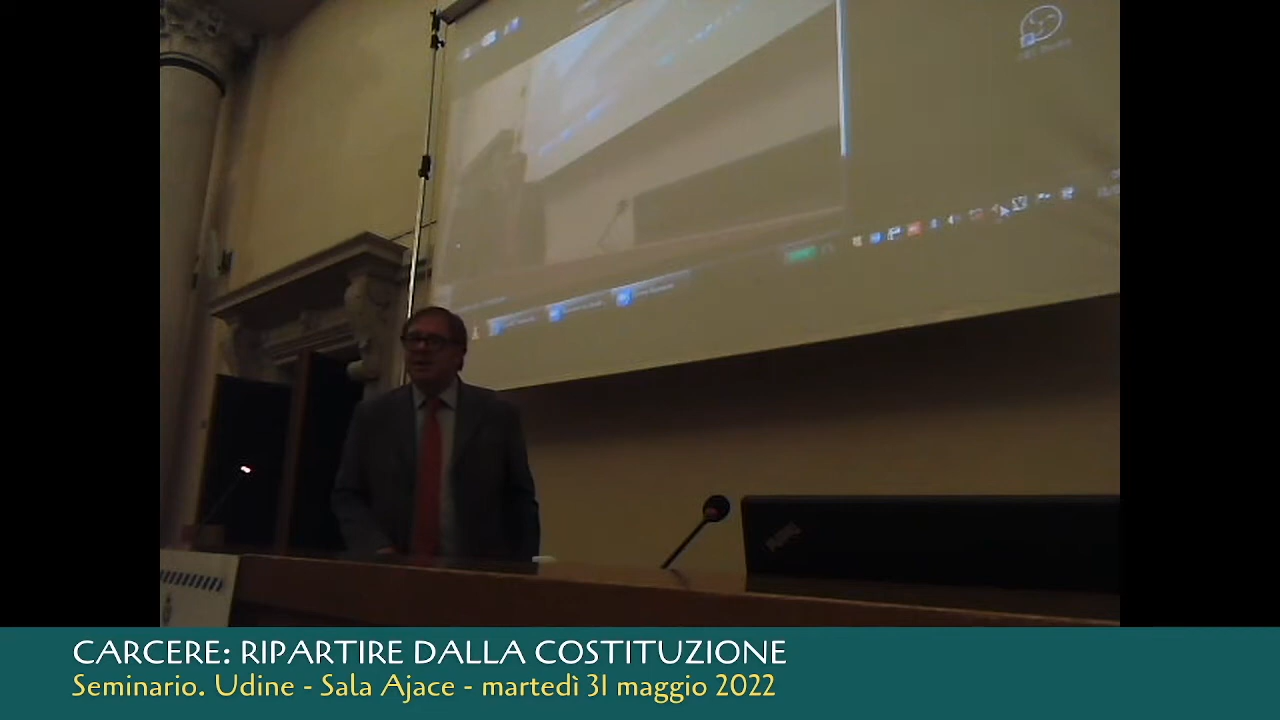 CARCERE: RIPARTIRE DALLA COSTITUZIONE
Seminario. Udine - Sala Ajace - martedì 31 maggio 2022